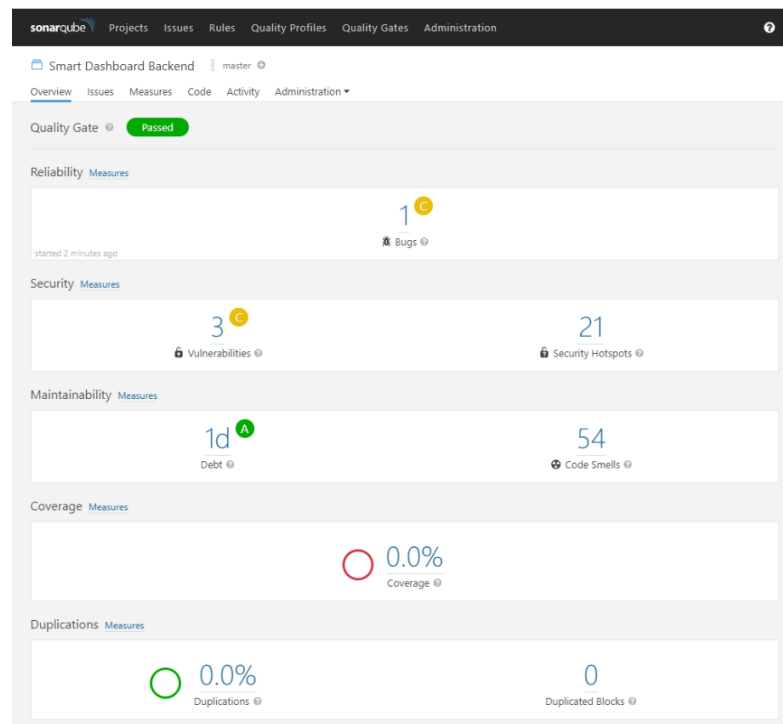 sonarqube Projects Issues Rules Quality Profiles Quality Gates Administration ?
Smart Dashboard Backend master
Overview Issues Measures Code Activity Administration
Quality Gate ? Passed
Reliability Measures
1 C
Bugs ?
started 2 minutes ago
Security Measures
3 C 21
Vulnerabilities ? Security Hotspots ?
Maintainability Measures
1d A 54
Debt ? Code Smells ?
Coverage Measures
0.0%
Coverage ?
Duplications Measures
0.0% 0
Duplications ? Duplicated Blocks ?